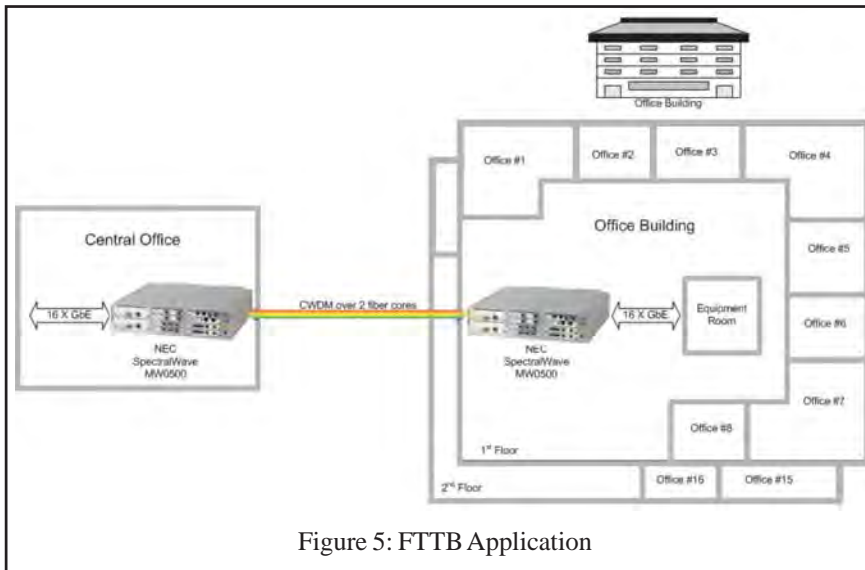 Office Building
Office #1
Office #2
Office #3
Office #4
Central Office
Office Building
Office #5
16 X GbE
CWDM over 2 fiber cores
16 X GbE
Equipment
Room
Office #6
NEC
SpectralWave
MW0500
NEC
SpectralWave
MW0500
Office #7
Office #8
1st Floor
2nd Floor
Office #16
Office #15
Figure 5: FTTB Application